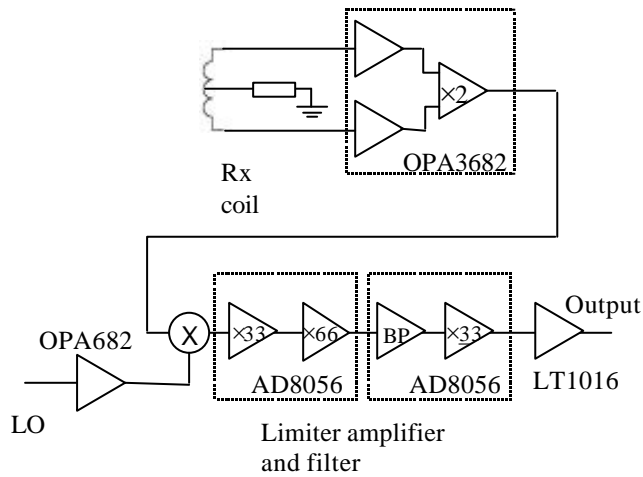 ×2
OPA3682
Rx
coil
Output
OPA682
X
×33
×66
BP
×33
AD8056
AD8056
LT1016
LO
Limiter amplifier
and filter